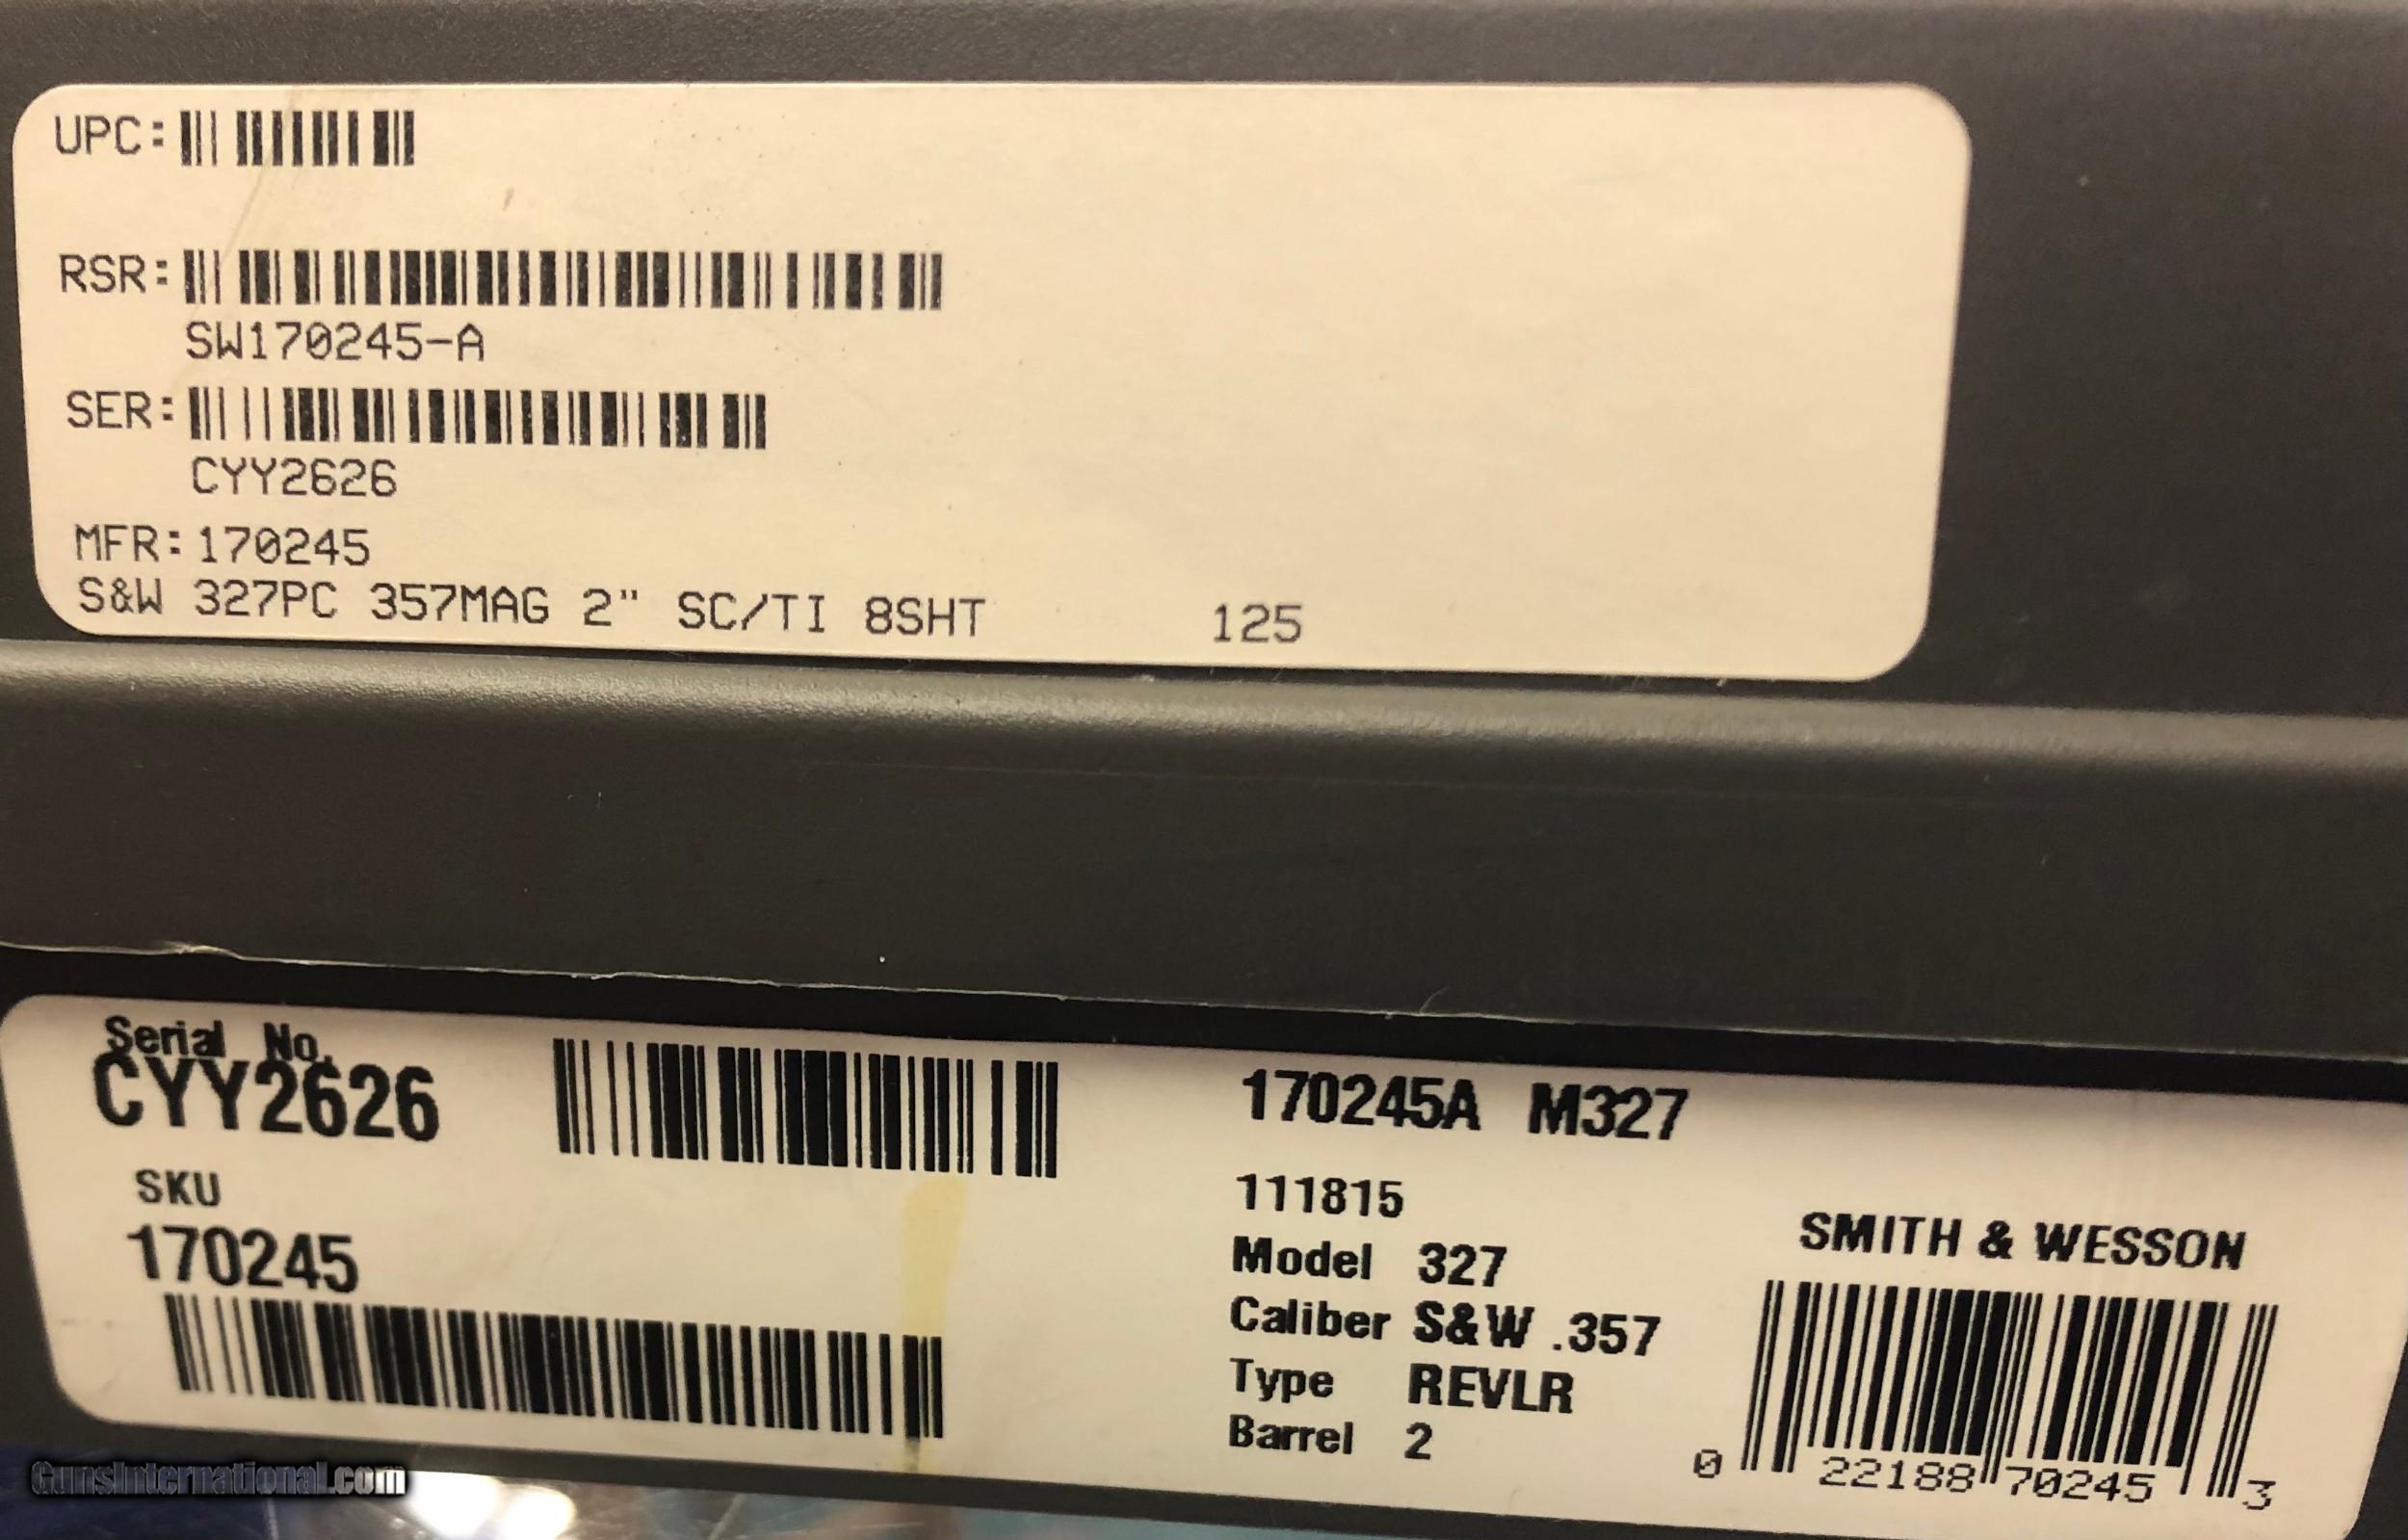 UPC:
RSR:
SW170245-A
SER:
CYY2626
MFR: 170245
S&W 327PC 357MAG 2" SC/TI 8SHT 125
Serial No.
CYY2626
SKU
170245
170245A M327
111815
Model 327
Caliber S&W .357
Type REVLR
Barrel 2
SMITH & WESSON
0 22188 70245 3
GunsInternational.com